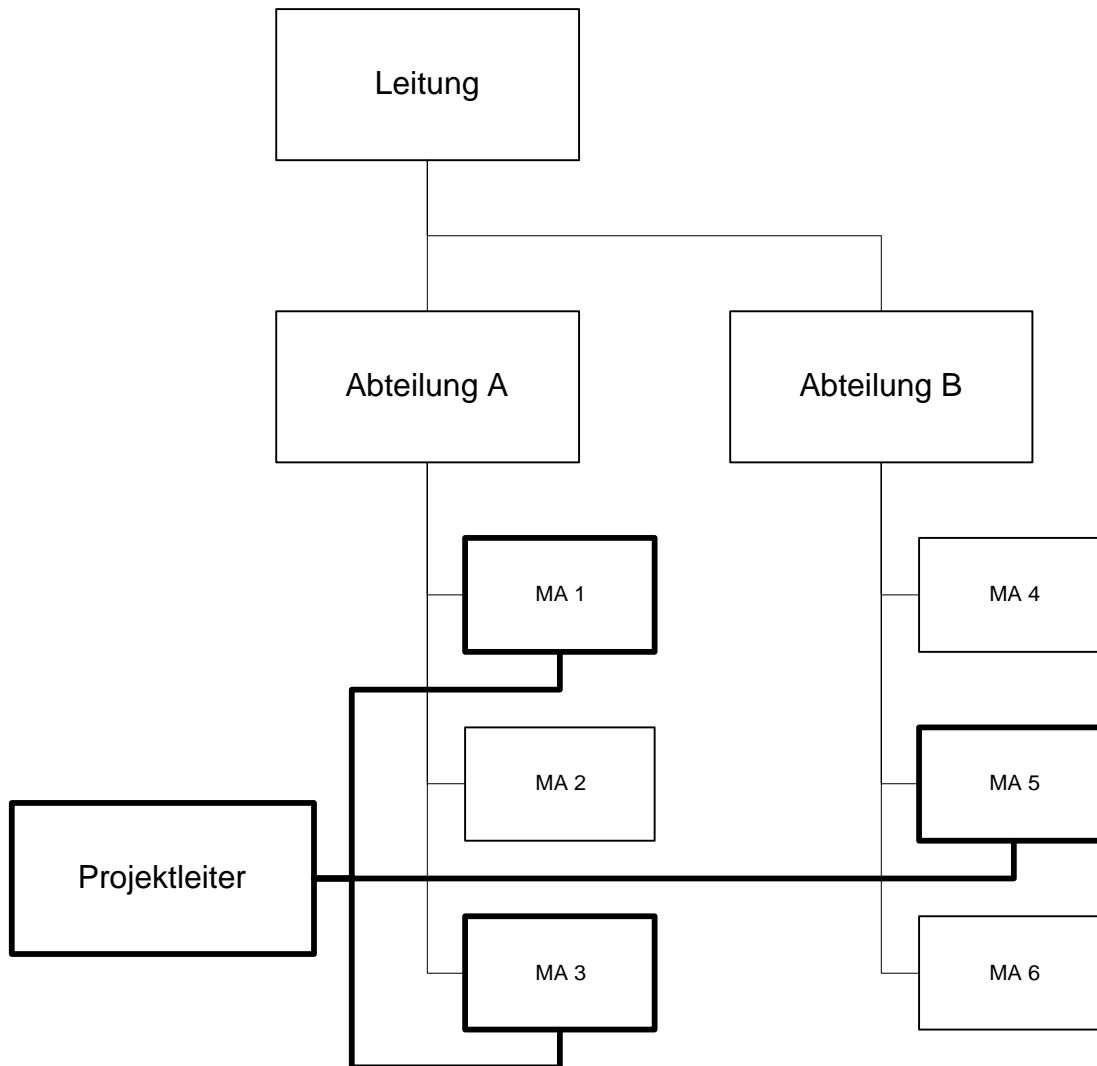 Leitung
Abteilung A
Abteilung B
MA 1
MA 4
MA 2
MA 5
Projektleiter
MA 3
MA 6